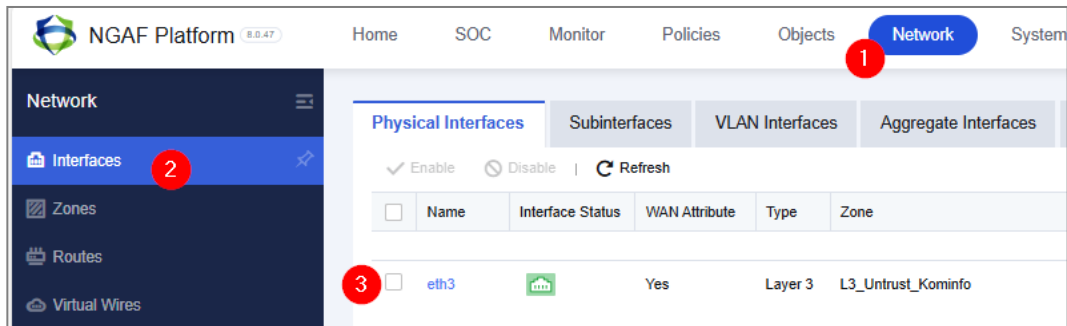 NGAF Platform 8.0.47 Home SOC Monitor Policies Objects Network System
1
Network
Physical Interfaces Subinterfaces VLAN Interfaces Aggregate Interfaces
Interfaces 2
Enable Disable | Refresh
Zones
Name Interface Status WAN Attribute Type Zone
Routes
3 eth3 Yes Layer 3 L3_Untrust_Kominfo
Virtual Wires